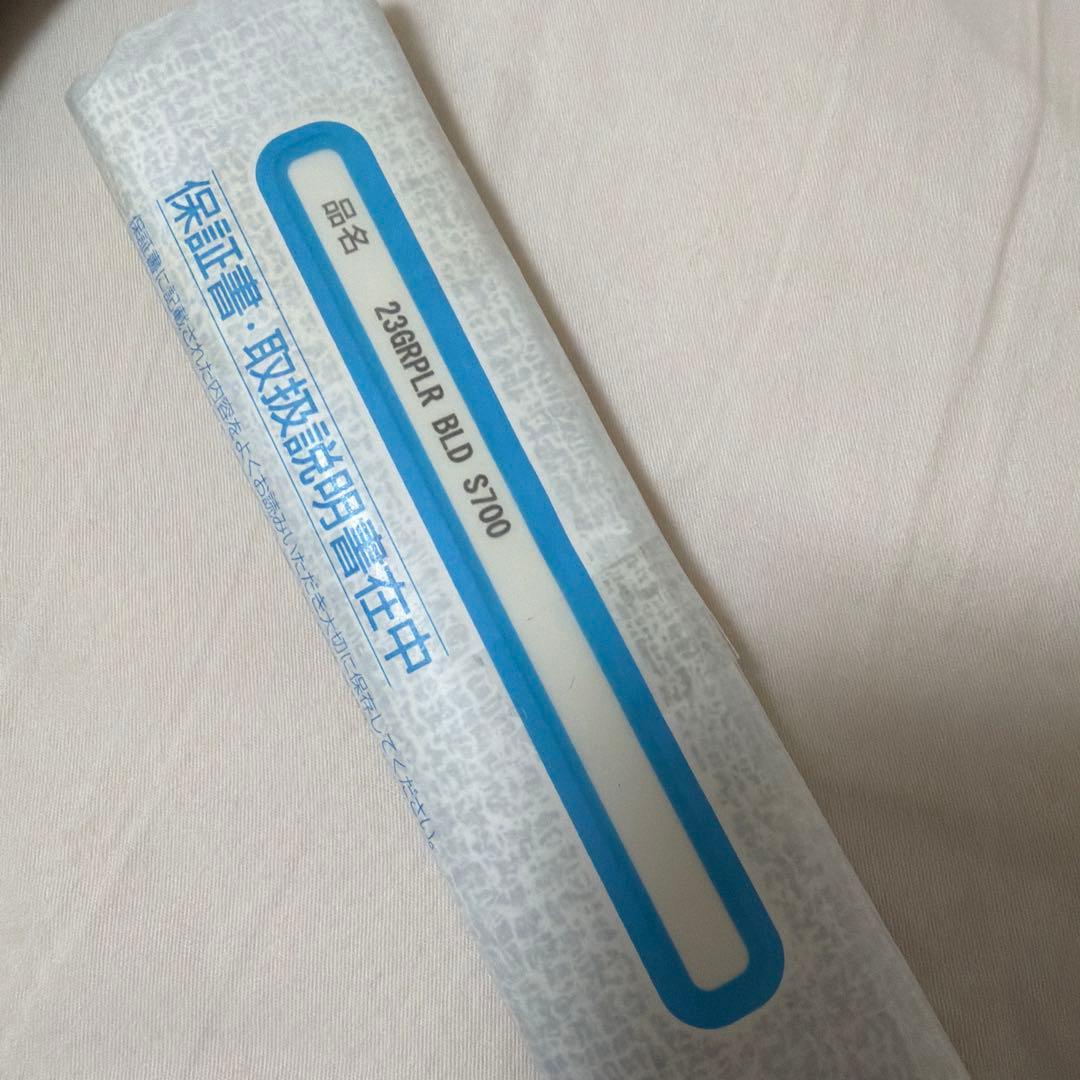 品名 23GRPLR BLD S700
保証書・取扱説明書在中
保証書に記載された内容をよくお読みいただき大切に保存してください。